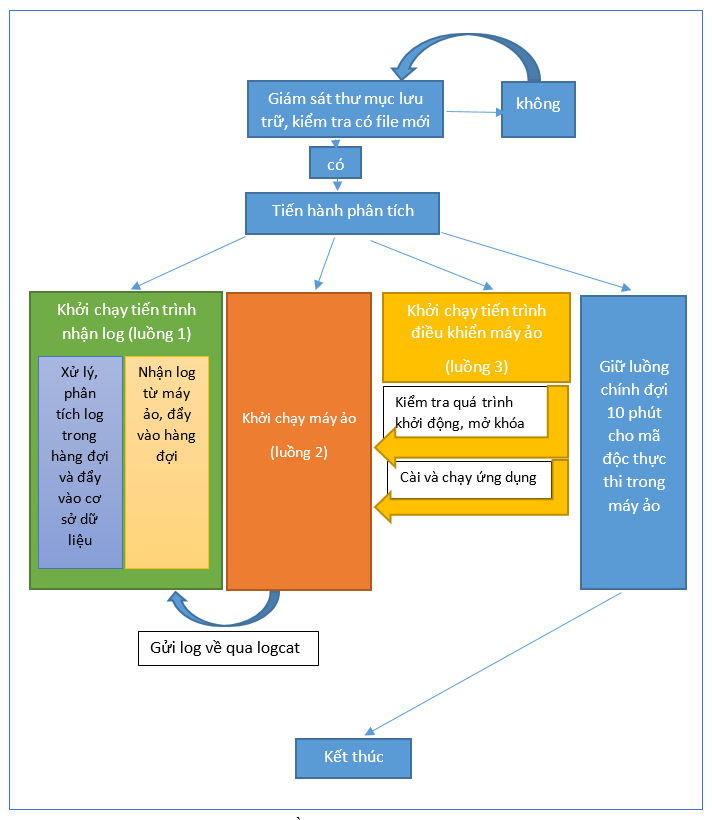 Giám sát thư mục lưu
trữ, kiểm tra có file mới
không
có
Tiến hành phân tích
Khởi chạy tiến trình
nhận log (luồng 1)
Xử lý,
phân
tích log
trong
hàng đợi
và đẩy
vào cơ
sở dữ
liệu
Nhận log
từ máy
ảo, đẩy
vào hàng
đợi
Khởi chạy máy ảo
(luồng 2)
Khởi chạy tiến trình
điều khiển máy ảo
(luồng 3)
Kiểm tra quá trình
khởi động, mở khóa
Cài và chạy ứng dụng
Giữ luồng
chính đợi
10 phút
cho mã
độc thực
thi trong
máy ảo
Gửi log về qua logcat
Kết thúc